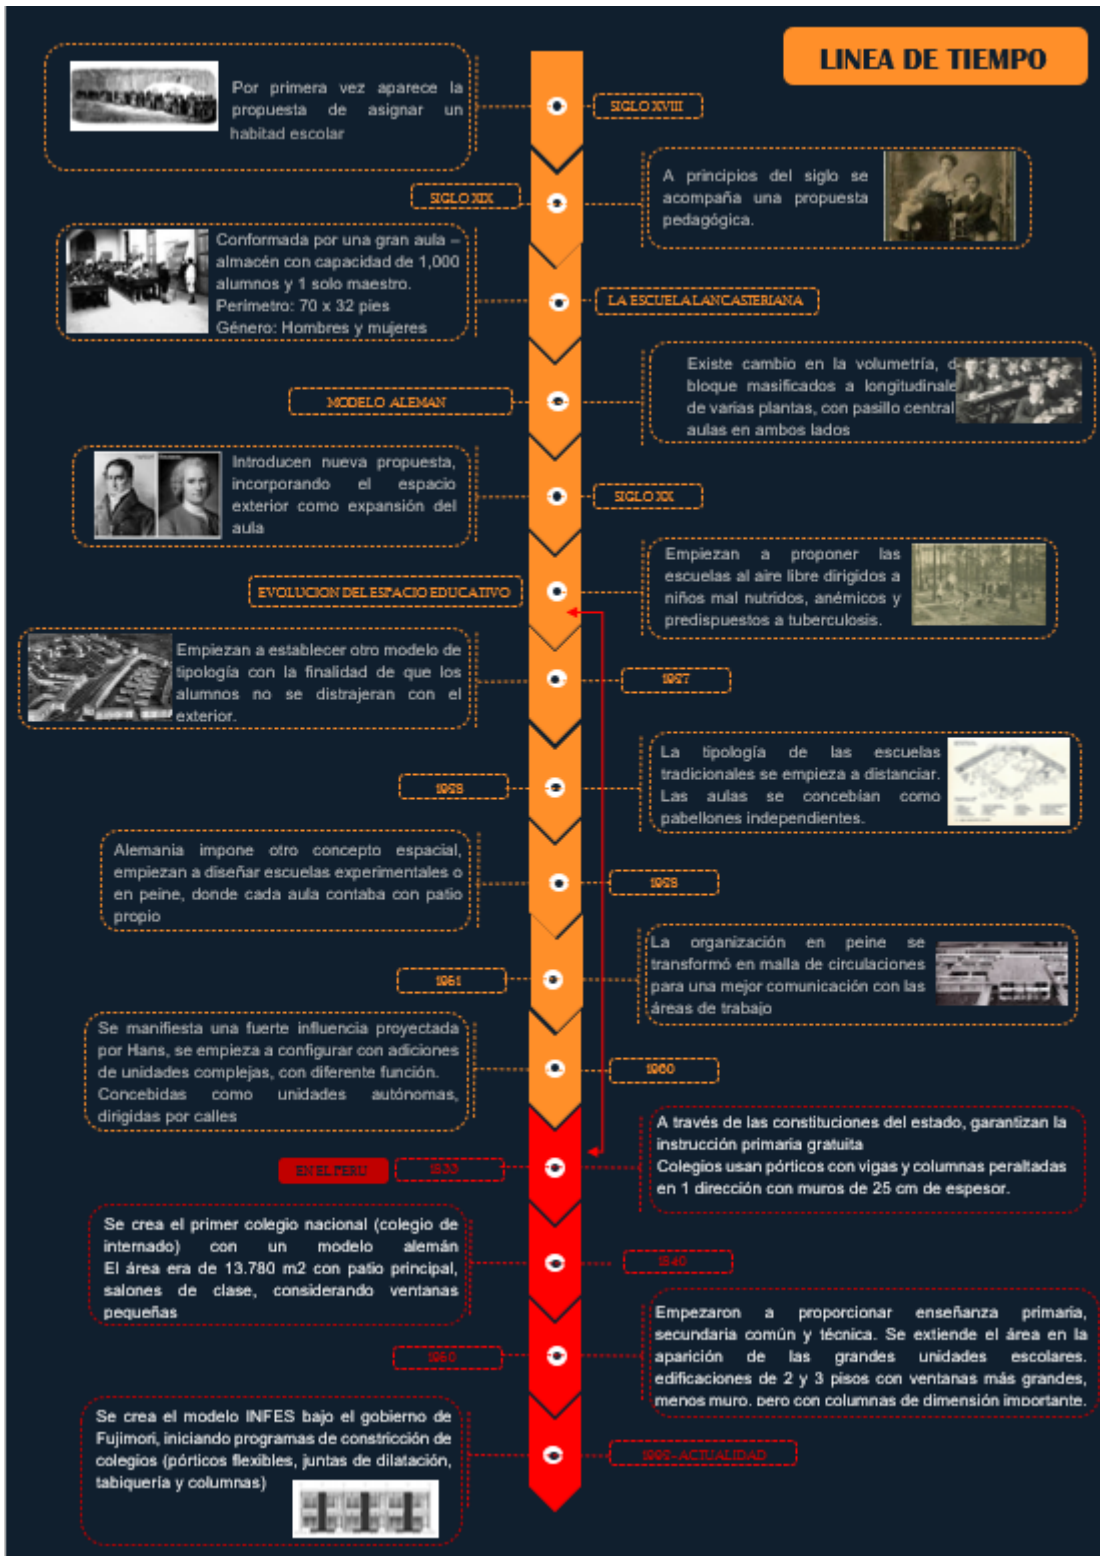 LINEA DE TIEMPO
Por primera vez aparece la
propuesta de asignar un
habitad escolar
SIGLO XVIII
SIGLO XIX
A principios del siglo se
acompaña una propuesta
pedagógica.
Conformada por una gran aula –
almacén con capacidad de 1,000
alumnos y 1 solo maestro.
Perímetro: 70 x 32 pies
Género: Hombres y mujeres
LA ESCUELA LANCASTERIANA
MODELO ALEMAN
Existe cambio en la volumetría, d
bloque masificados a longitudinale
de varias plantas, con pasillo central
aulas en ambos lados
Introducen nueva propuesta,
incorporando el espacio
exterior como expansión del
aula
SIGLO XX
EVOLUCION DEL ESPACIO EDUCATIVO
Empiezan a proponer las
escuelas al aire libre dirigidos a
niños mal nutridos, anémicos y
predispuestos a tuberculosis.
Empiezan a establecer otro modelo de
tipología con la finalidad de que los
alumnos no se distrajeran con el
exterior.
1927
La tipología de las escuelas
tradicionales se empieza a distanciar.
Las aulas se concebían como
pabellones independientes.
Alemania impone otro concepto espacial,
empiezan a diseñar escuelas experimentales o
en peine, donde cada aula contaba con patio
propio
La organización en peine se
transformó en malla de circulaciones
para una mejor comunicación con las
áreas de trabajo
Se manifiesta una fuerte influencia proyectada
por Hans, se empieza a configurar con adiciones
de unidades complejas, con diferente función.
Concebidas como unidades autónomas,
dirigidas por calles
1960
EN EL PERU
1833
A través de las constituciones del estado, garantizan la
instrucción primaria gratuita
Colegios usan pórticos con vigas y columnas peraltadas
en 1 dirección con muros de 25 cm de espesor.
Se crea el primer colegio nacional (colegio de
internado) con un modelo alemán
El área era de 13.780 m2 con patio principal,
salones de clase, considerando ventanas
pequeñas
1840
1950
Empezaron a proporcionar enseñanza primaria,
secundaria común y técnica. Se extiende el área en la
aparición de las grandes unidades escolares.
edificaciones de 2 y 3 pisos con ventanas más grandes,
menos muro. pero con columnas de dimensión importante.
Se crea el modelo INFES bajo el gobierno de
Fujimori, iniciando programas de constricción de
colegios (pórticos flexibles, juntas de dilatación,
tabiquería y columnas)
- ACTUALIDAD